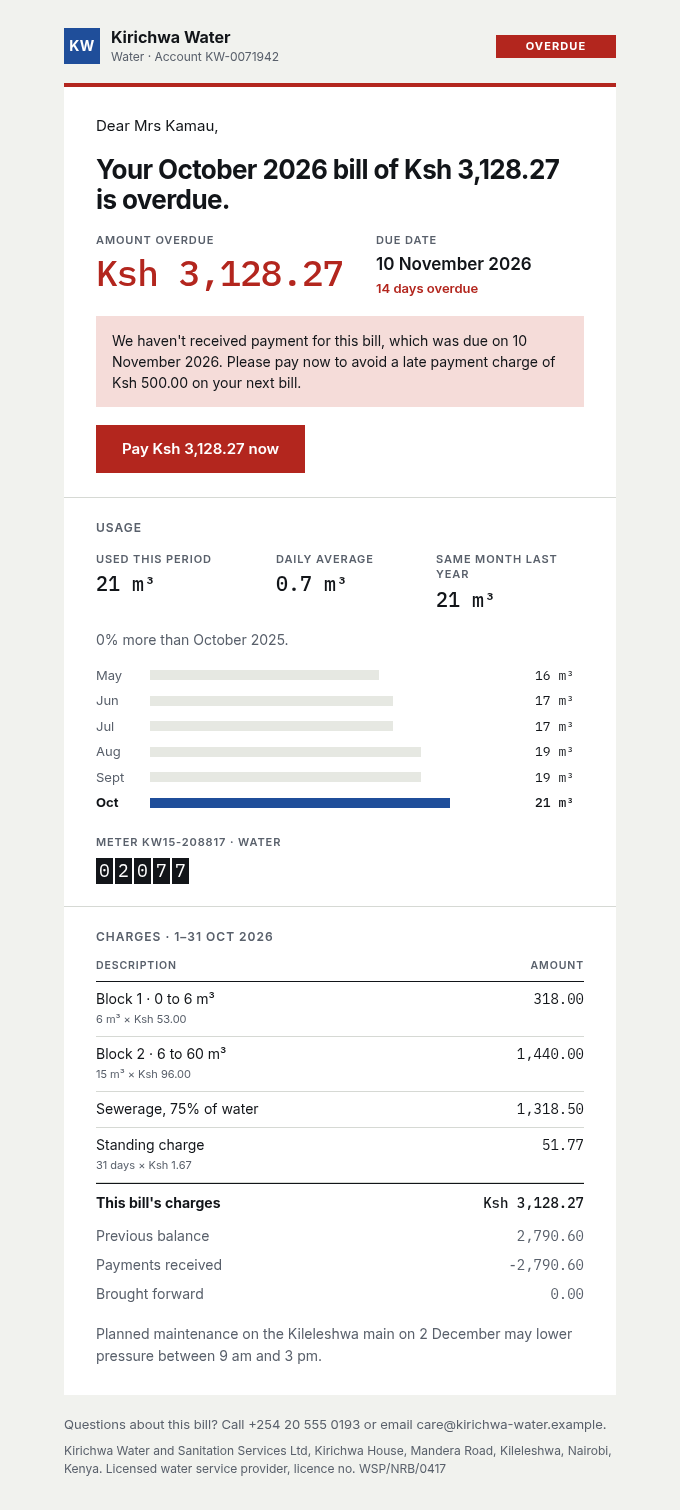 KW
Kirichwa Water
Water · Account KW-0071942
OVERDUE
Dear Mrs Kamau,
Your October 2026 bill of Ksh 3,128.27
is overdue.
AMOUNT OVERDUE
Ksh 3,128.27
DUE DATE
10 November 2026
14 days overdue
We haven't received payment for this bill, which was due on 10
November 2026. Please pay now to avoid a late payment charge of
Ksh 500.00 on your next bill.
Pay Ksh 3,128.27 now
USAGE
USED THIS PERIOD
21 m³
DAILY AVERAGE
0.7 m³
SAME MONTH LAST
YEAR
21 m³
0% more than October 2025.
May 16 m³
Jun 17 m³
Jul 17 m³
Aug 19 m³
Sept 19 m³
Oct 21 m³
METER KW15-208817 · WATER
02077
CHARGES · 1–31 OCT 2026
DESCRIPTION AMOUNT
Block 1 · 0 to 6 m³ 318.00
6 m³ × Ksh 53.00
Block 2 · 6 to 60 m³ 1,440.00
15 m³ × Ksh 96.00
Sewerage, 75% of water 1,318.50
Standing charge 51.77
31 days × Ksh 1.67
This bill's charges Ksh 3,128.27
Previous balance 2,790.60
Payments received -2,790.60
Brought forward 0.00
Planned maintenance on the Kileleshwa main on 2 December may lower
pressure between 9 am and 3 pm.
Questions about this bill? Call +254 20 555 0193 or email care@kirichwa-water.example.
Kirichwa Water and Sanitation Services Ltd, Kirichwa House, Mandera Road, Kileleshwa, Nairobi,
Kenya. Licensed water service provider, licence no. WSP/NRB/0417